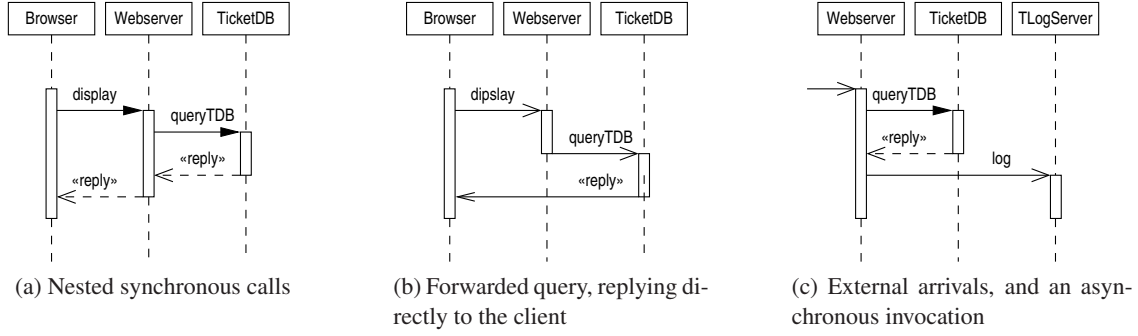 Browser Webserver TicketDB
display
queryTDB
«reply»
«reply»
(a) Nested synchronous calls
Browser Webserver TicketDB
dipslay
queryTDB
«reply»
(b) Forwarded query, replying di-
rectly to the client
Webserver TicketDB TLogServer
queryTDB
«reply»
log
(c) External arrivals, and an asyn-
chronous invocation